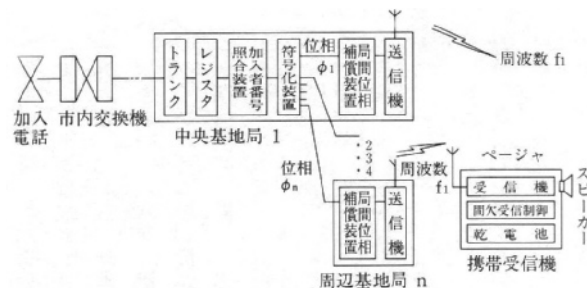 加入電話
市内交換機
トランク
レジスタ
加入者番号照合装置
符号化装置
位相
φ1
局間位相補償装置
送信機
中央基地局 1
周波数 f1
・2
・3
・4
位相
φn
局間位相補償装置
送信機
周辺基地局 n
周波数
f1
ページャ
受信機
間欠受信制御
乾電池
スピーカー
携帯受信機